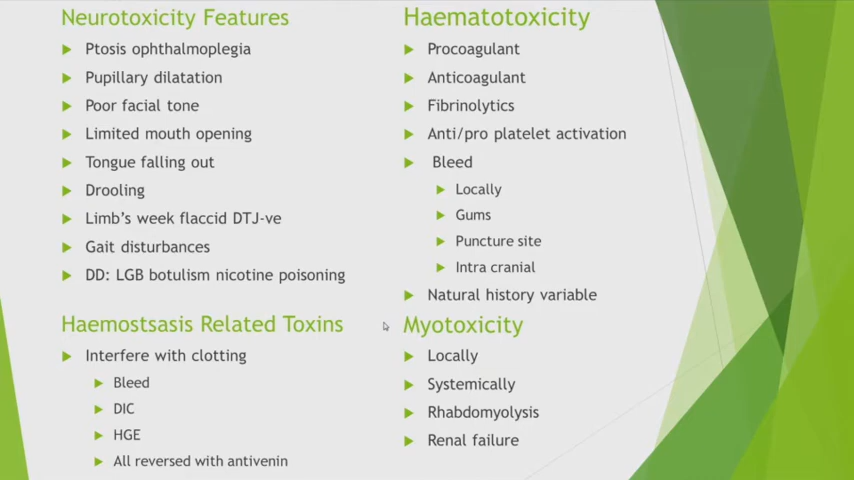 Neurotoxicity Features
Ptosis ophthalmoplegia
Pupillary dilatation
Poor facial tone
Limited mouth opening
Tongue falling out
Drooling
Limb's week flaccid DTJ-ve
Gait disturbances
DD: LGB botulism nicotine poisoning
Haemostsasis Related Toxins
Interfere with clotting
Bleed
DIC
HGE
All reversed with antivenin
Haematotoxicity
Procoagulant
Anticoagulant
Fibrinolytics
Anti/pro platelet activation
Bleed
Locally
Gums
Puncture site
Intra cranial
Natural history variable
Myotoxicity
Locally
Systemically
Rhabdomyolysis
Renal failure